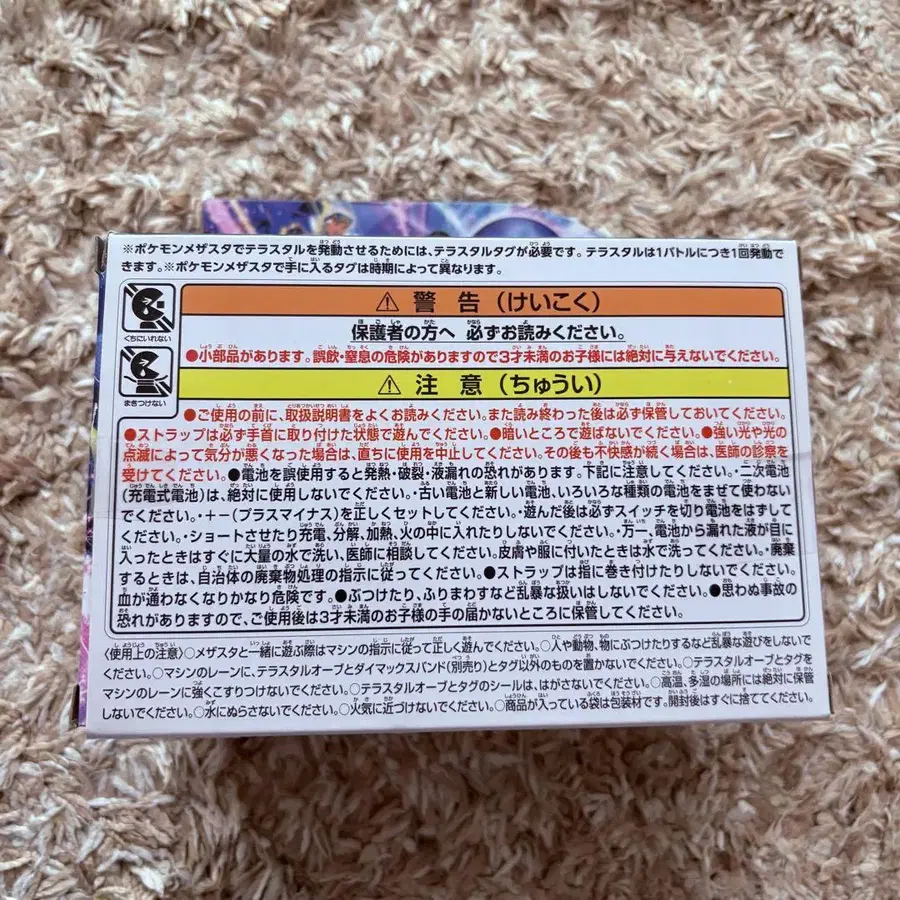 ※ポケモンメザスタでテラスタルを発動させるためには、テラスタルタグが必要です。テラスタルは1バトルにつき1回発動で
きます。※ポケモンメザスタで手に入るタグは時期によって異なります。
くちにいれない
まきつけない
⚠ 警告（けいこく）
保護者の方へ 必ずお読みください。
●小部品があります。誤飲・窒息の危険がありますので3才未満のお子様には絶対に与えないでください。
⚠ 注意（ちゅうい）
●ご使用の前に、取扱説明書をよくお読みください。また読み終わった後は必ず保管しておいてください。
●ストラップは必ず手首に取り付けた状態で遊んでください。●暗いところで遊ばないでください。●強い光や光の
点滅によって気分が悪くなった場合は、直ちに使用を中止してください。その後も不快感が続く場合は、医師の診察を
受けてください。●電池を誤使用すると発熱・破裂・液漏れの恐れがあります。下記に注意してください。・二次電池
(充電式電池)は、絶対に使用しないでください。・古い電池と新しい電池、いろいろな種類の電池をまぜて使わない
でください。・＋－(プラスマイナス)を正しくセットしてください。・遊んだ後は必ずスイッチを切り電池をはずして
ください。・ショートさせたり充電、分解、加熱、火の中に入れたりしないでください。・万一、電池から漏れた液が目に
入ったときはすぐに大量の水で洗い、医師に相談してください。皮膚や服に付いたときは水で洗ってください。・廃棄
するときは、自治体の廃棄物処理の指示に従ってください。●ストラップは指に巻き付けたりしないでください。
血が通わなくなりかなり危険です。●ぶつけたり、ふりまわすなど乱暴な扱いはしないでください。●思わぬ事故の
恐れがありますので、ご使用後は3才未満のお子様の手の届かないところに保管してください。
〈使用上の注意〉○メザスタと一緒に遊ぶ際はマシンの指示に従って正しく遊んでください。○人や動物、物にぶつけたりするなど乱暴な遊びをしない
でください。○マシンのレーンに、テラスタルオーブとダイマックスバンド(別売り)とタグ以外のものを置かないでください。○テラスタルオーブとタグを
マシンのレーンに強くこすりつけないでください。○テラスタルオーブとタグのシールは、はがさないでください。○高温、多湿の場所には絶対に保管
しないでください。○水にぬらさないでください。○火気に近づけないでください。○商品が入っている袋は包装材です。開封後はすぐに捨ててください。